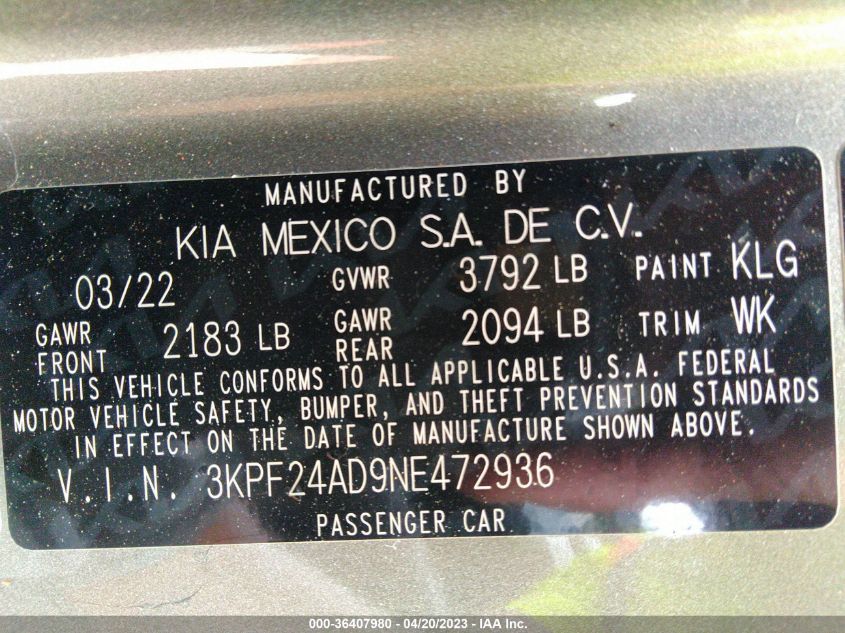 MANUFACTURED BY
KIA MEXICO S.A. DE C.V.
03/22 GVWR 3792 LB PAINT KLG
GAWR FRONT 2183 LB GAWR REAR 2094 LB TRIM WK
THIS VEHICLE CONFORMS TO ALL APPLICABLE U.S.A. FEDERAL
MOTOR VEHICLE SAFETY, BUMPER, AND THEFT PREVENTION STANDARDS
IN EFFECT ON THE DATE OF MANUFACTURE SHOWN ABOVE.
V.I.N. 3KPF24AD9NE472936
PASSENGER CAR
000-36407980 - 04/20/2023 - IAA Inc.